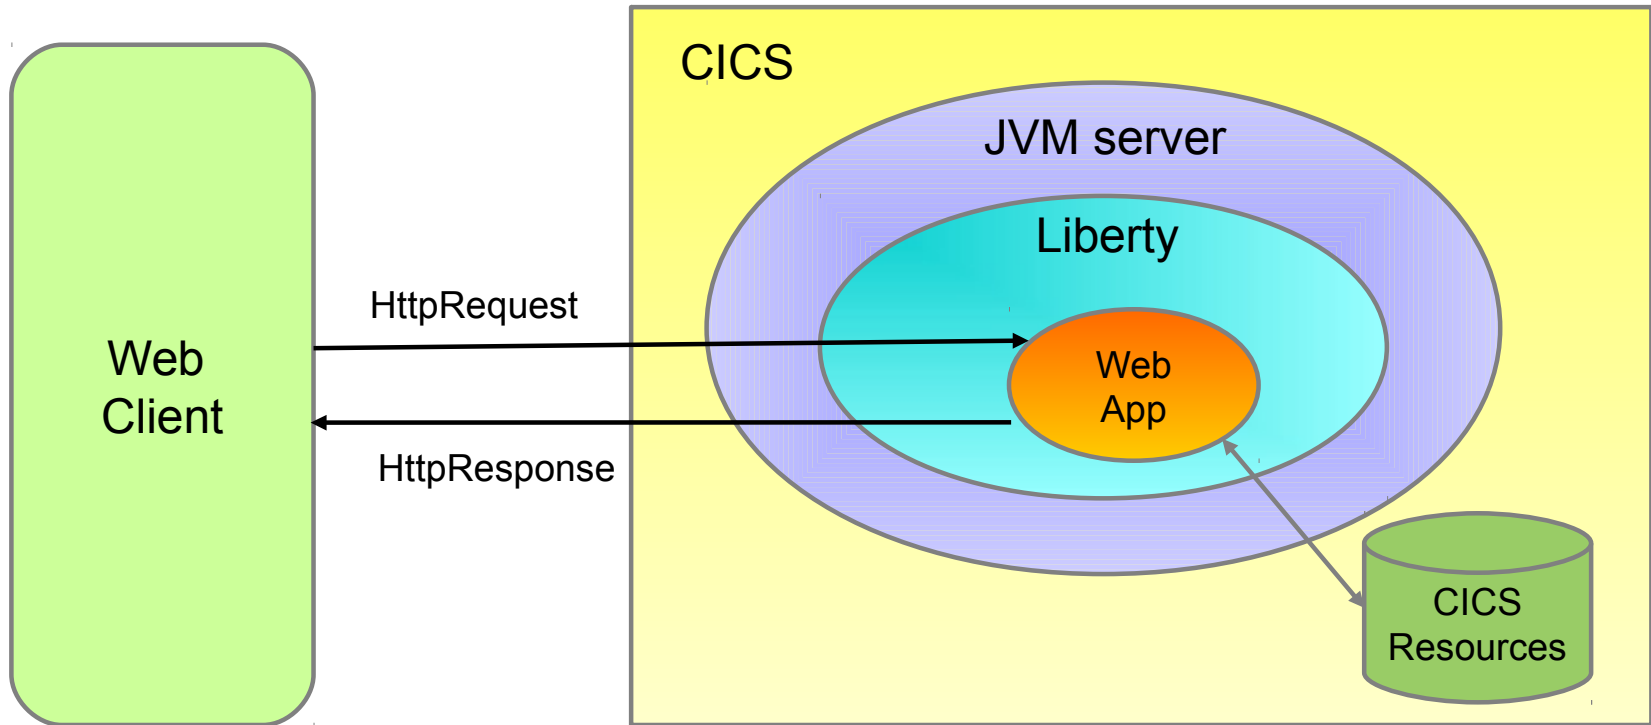 CICS
JVM server
Liberty
HttpRequest
Web
Client
Web
App
HttpResponse
CICS
Resources